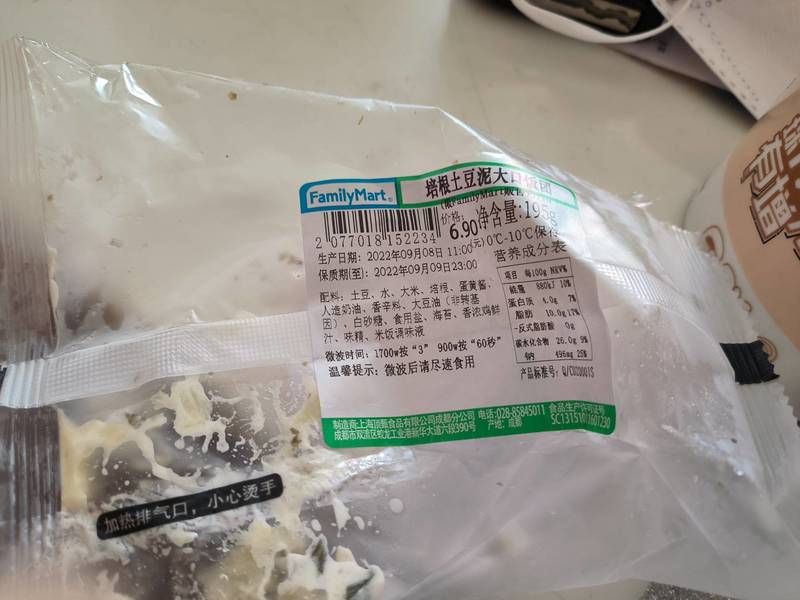 FamilyMart
培根土豆泥大口饭团
价格:
6.90
(元)
净含量:195g
2 077018 152234
0℃-10℃保存
生产日期: 2022年09月08日 11:00
保质期(至): 2022年09月09日23:00
营养成分表
项目 每100g NRV%
能量 880kJ 10%
蛋白质 4.0g 7%
脂肪 10.0g 17%
-反式脂肪酸 0g
碳水化合物 26.0g 9%
钠 496mg 25%
配料: 土豆、水、大米、培根、蛋黄酱、
人造奶油、香辛料、大豆油(非转基
因)、白砂糖、食用盐、海苔、香浓鸡鲜
汁、味精、米饭调味液
微波时间: 1700w按“3” 900w按“60秒”
温馨提示: 微波后请尽速食用
产品标准号:
制造商:上海顶甄食品有限公司成都分公司 电话:028-85845011 食品生产许可证号
成都市双流区蛟龙工业港新华大道六段390号 产地: 成都 SC13151011601230
加热排气口，小心烫手
有